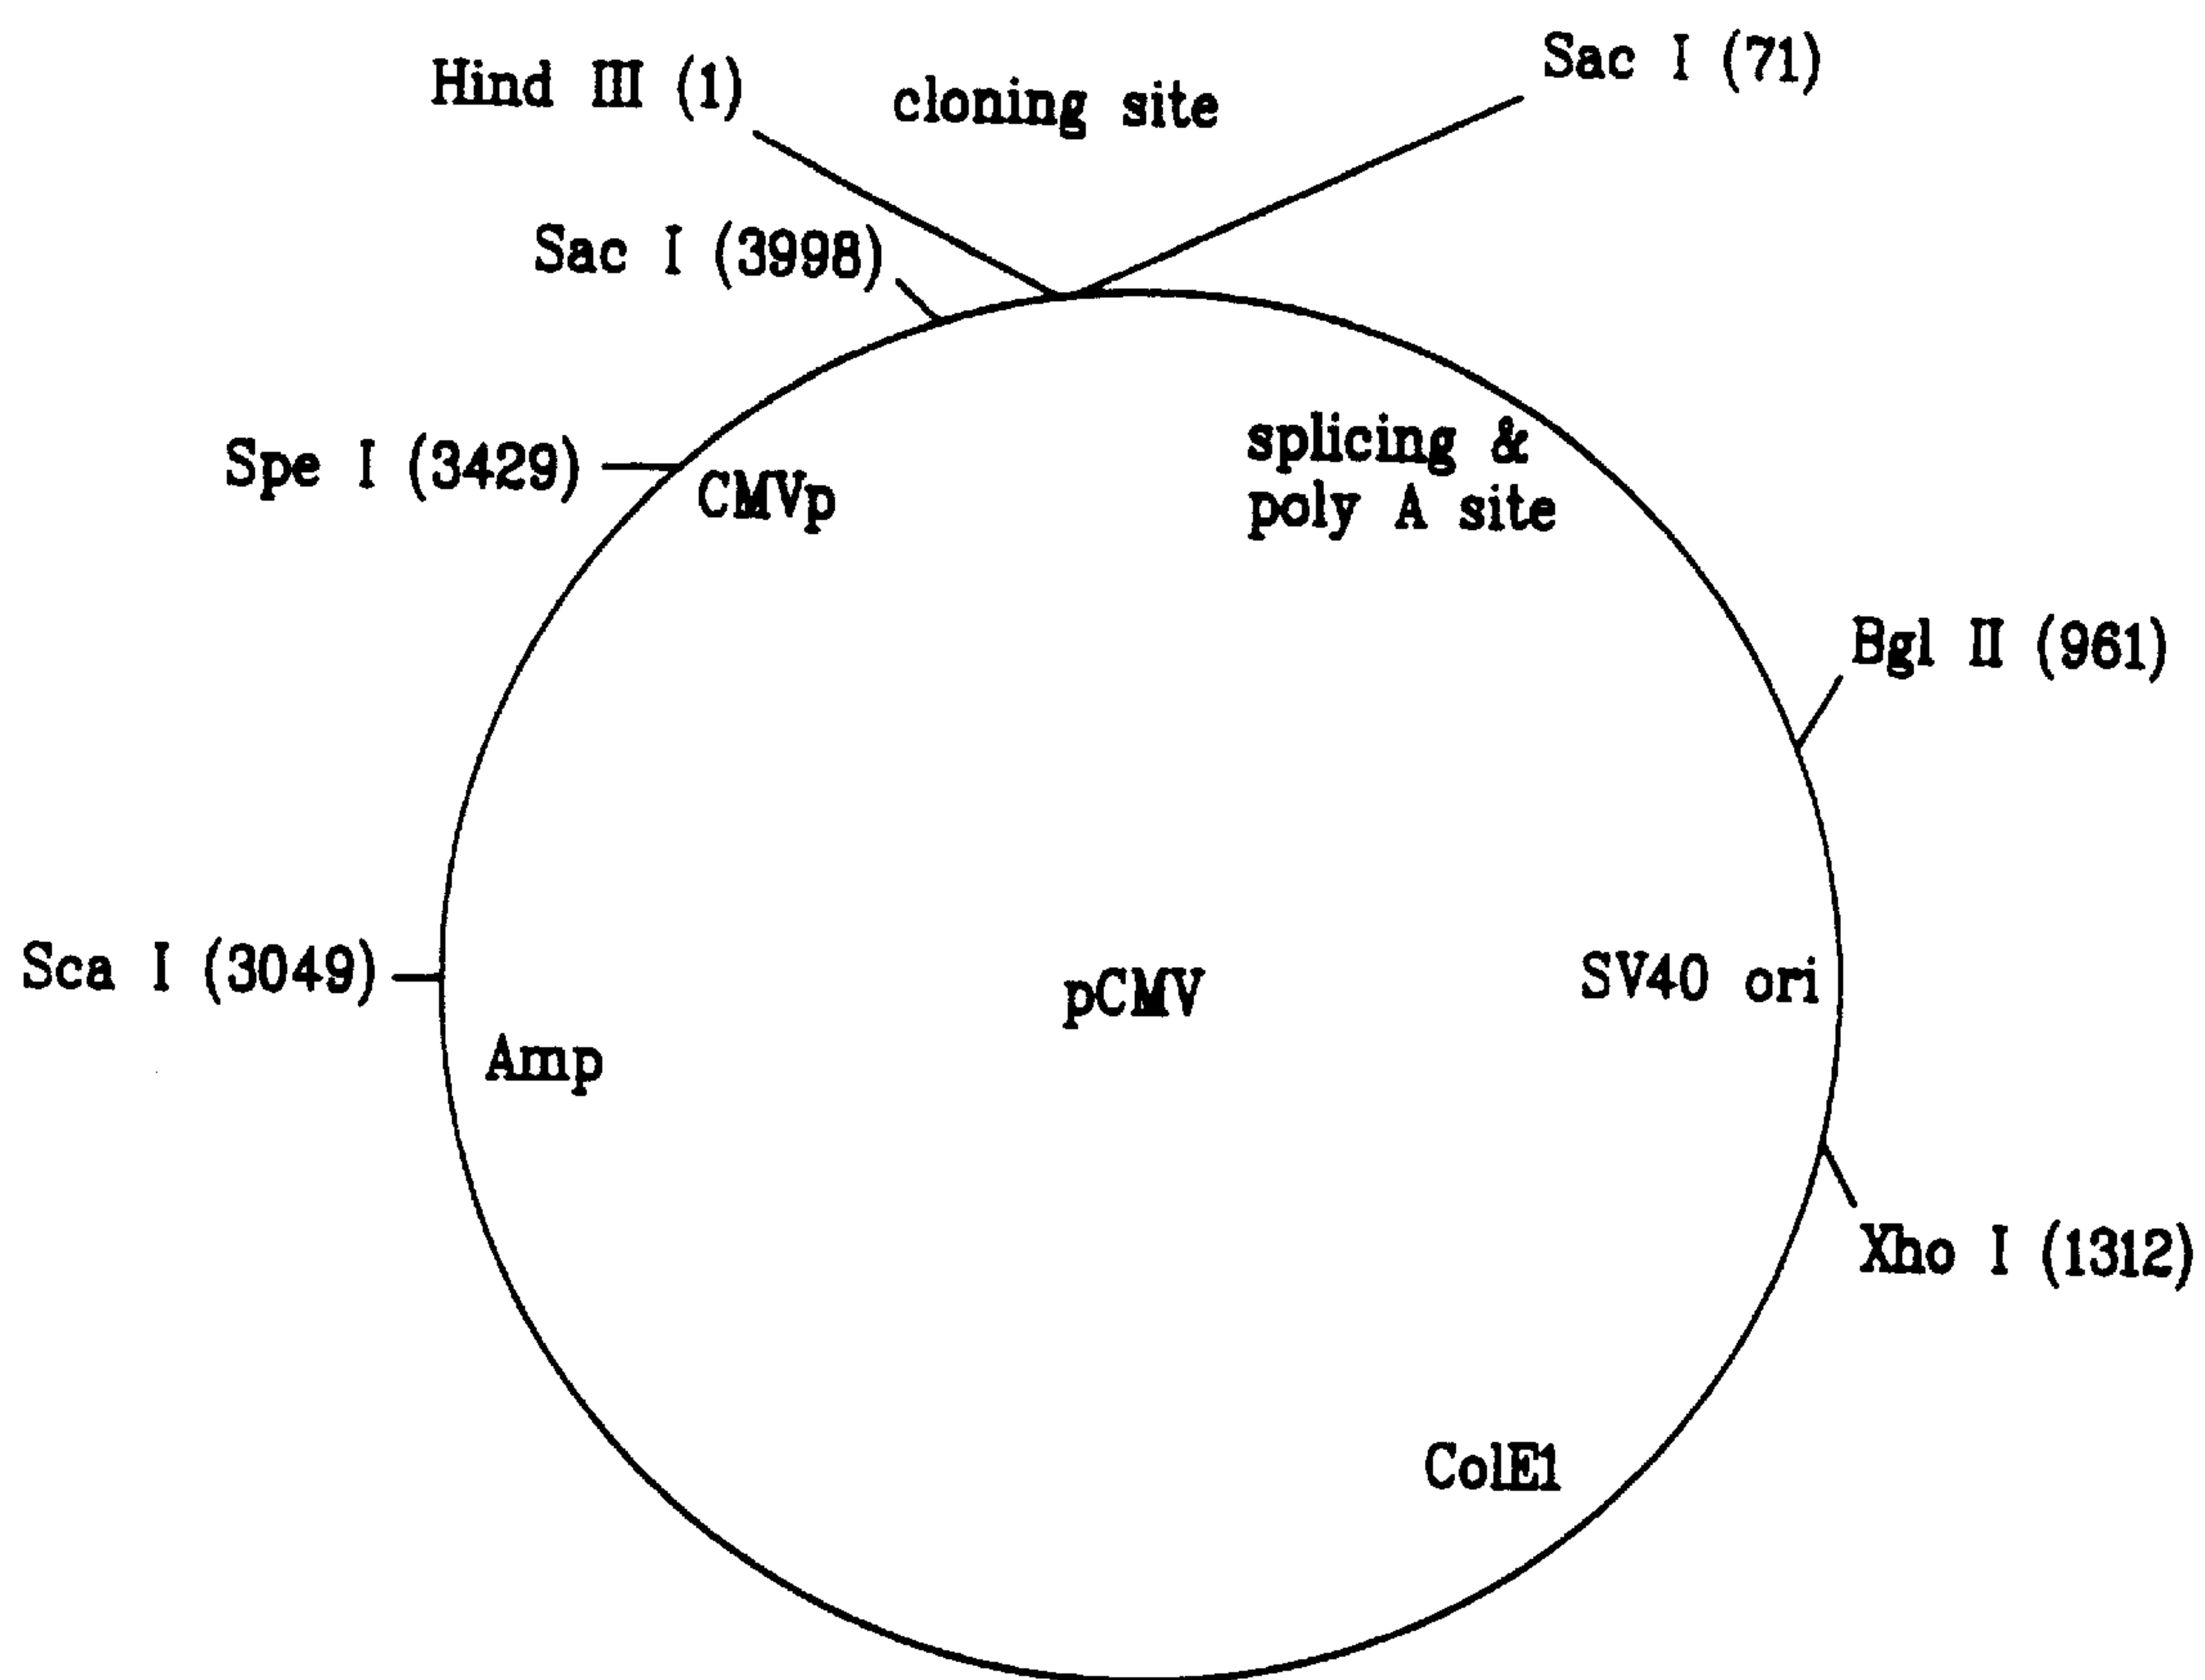 Sac I (71)
Hind III (1)
cloning site
Sac I (3998)
splicing &
poly A site
Spe I (3429)
CMVp
Bgl II (961)
Sca I (3049)
pCMV
SV40 ori
Amp
Xho I (1312)
ColE1